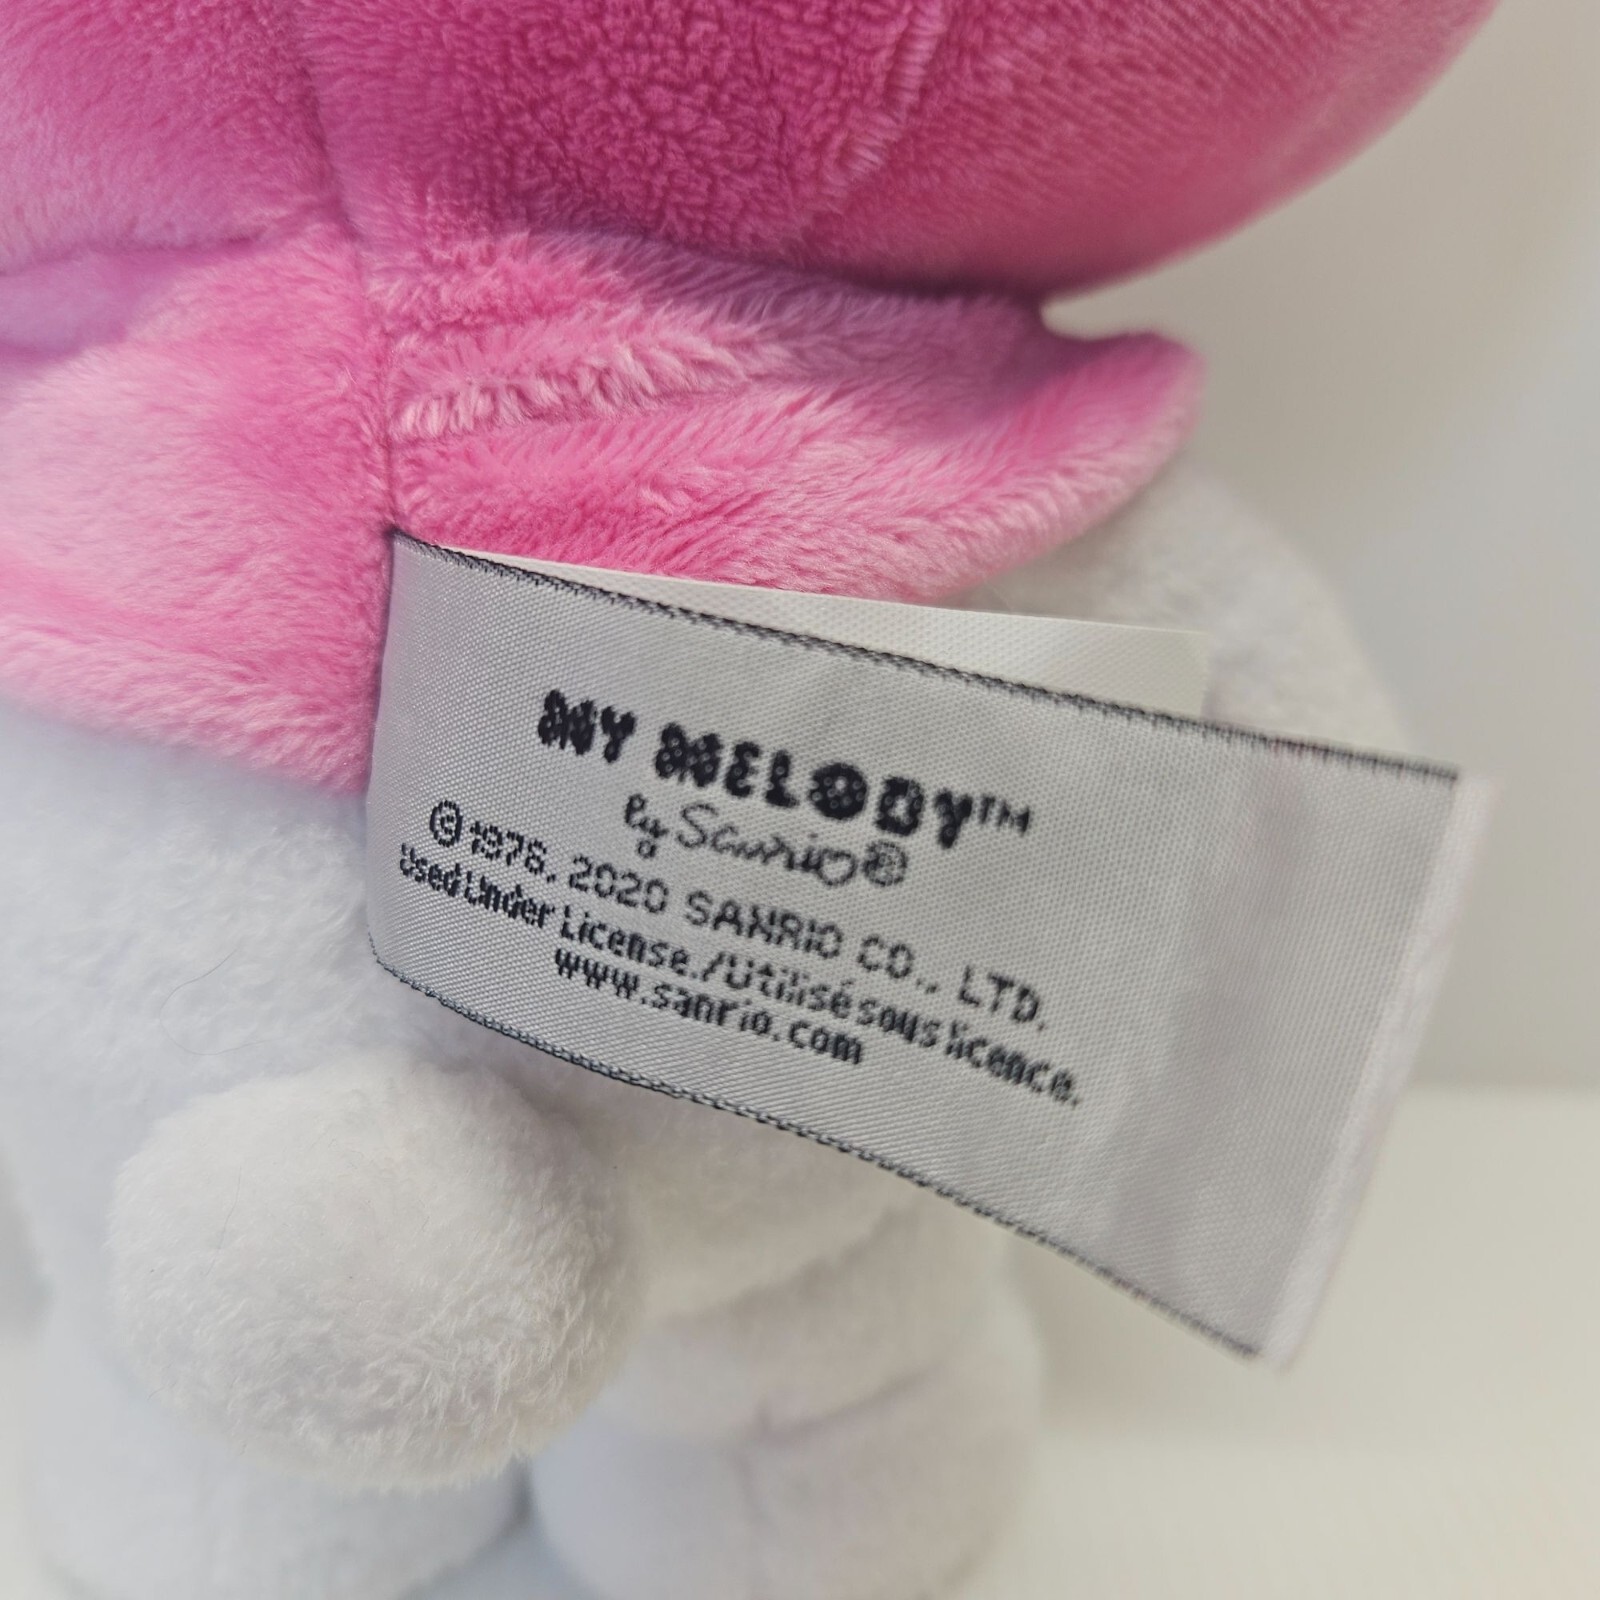 MY MELODY™
by Sanrio®
© 1976, 2020 SANRIO CO., LTD.
Used Under License./Utilisé sous licence.
www.sanrio.com